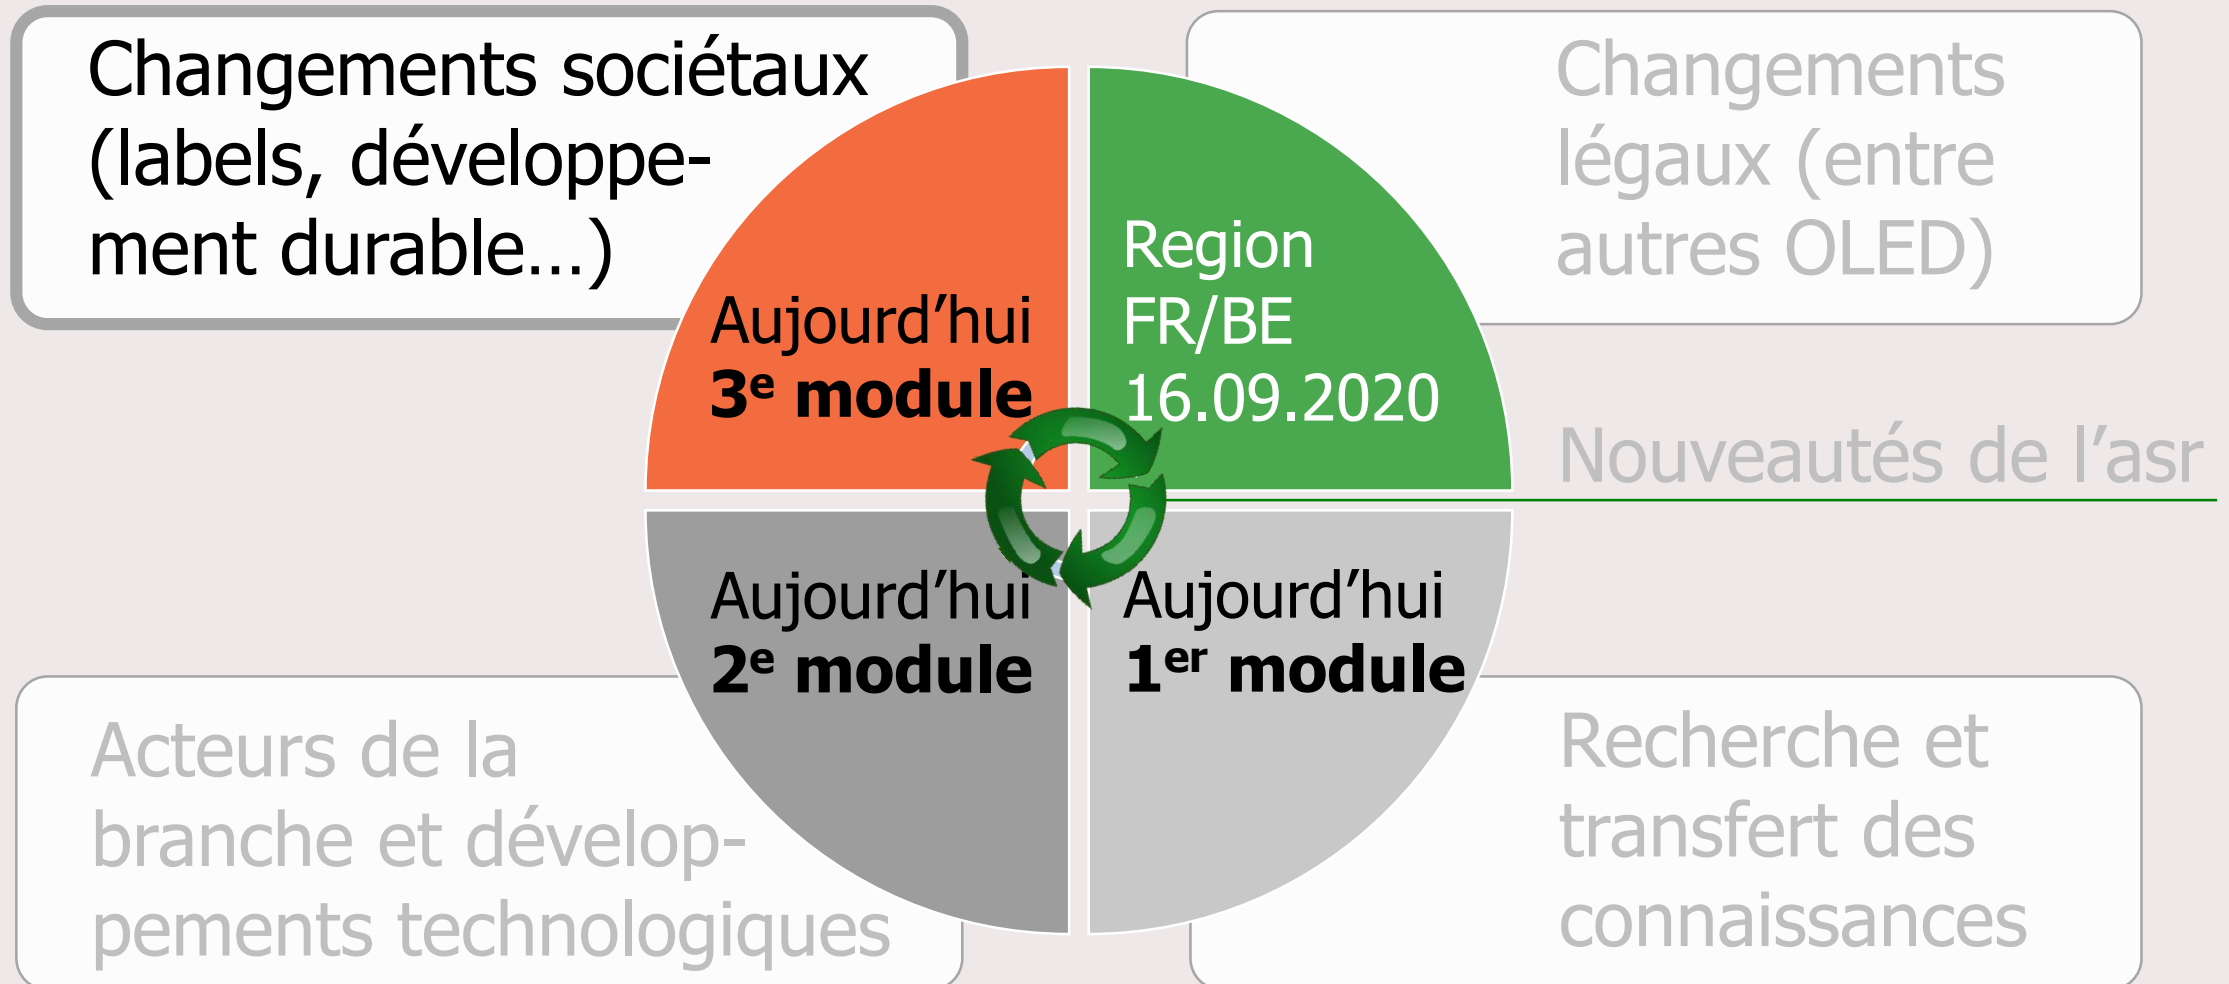 Changements sociétaux
(labels, développe-
ment durable…)
Changements
légaux (entre
autres OLED)
Aujourd’hui
3e module
Region
FR/BE
16.09.2020
Nouveautés de l’asr
Aujourd’hui
2e module
Aujourd’hui
1er module
Acteurs de la
branche et dévelop-
pements technologiques
Recherche et
transfert des
connaissances